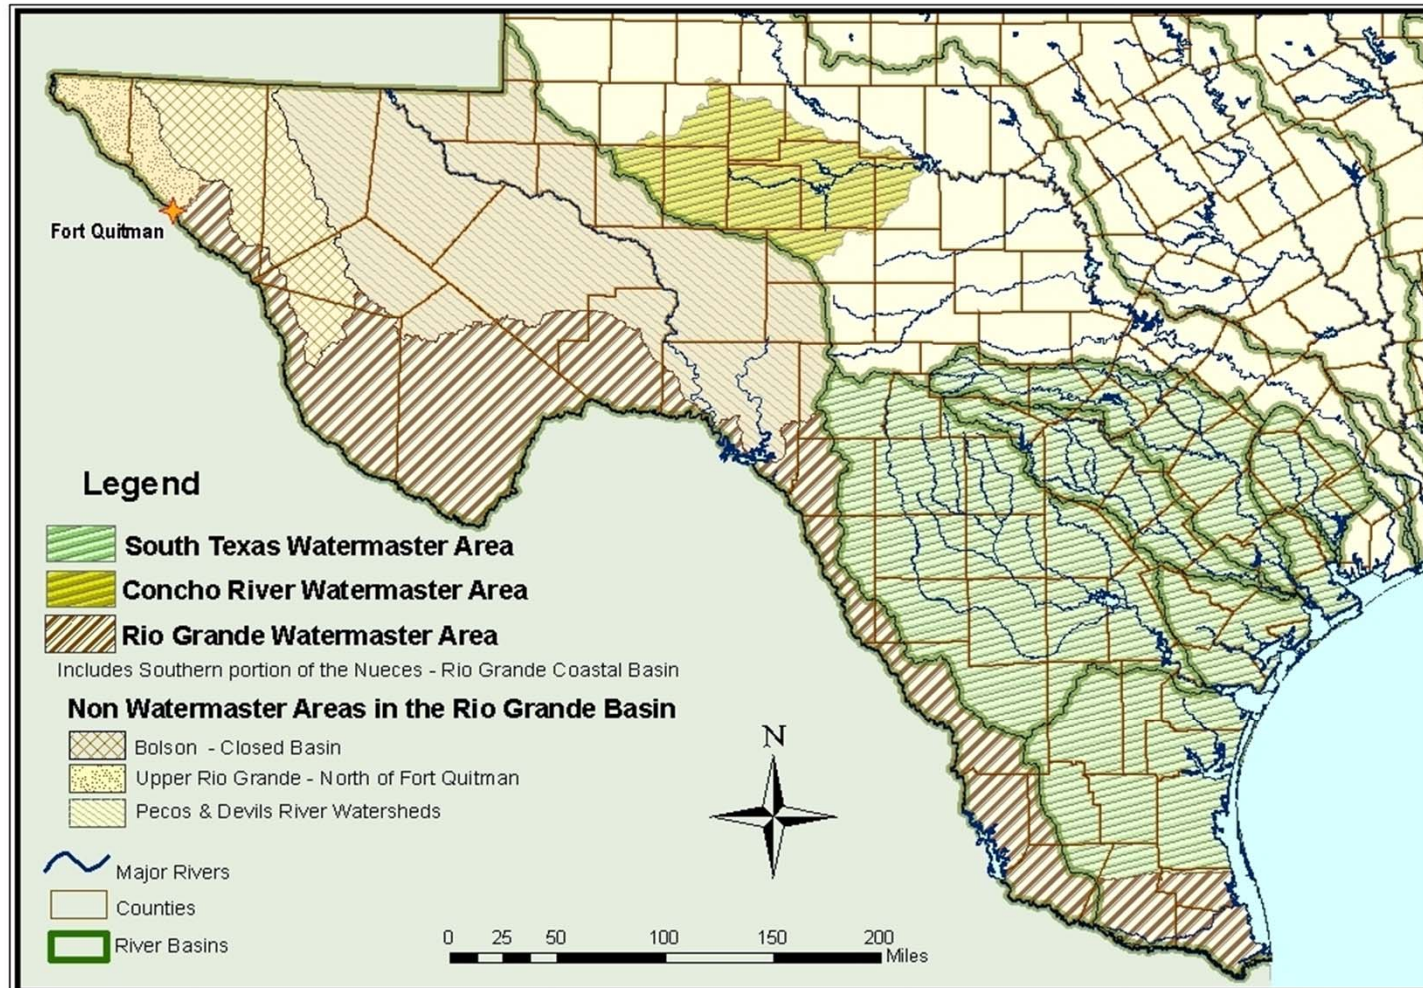 Fort Quitman
Legend
South Texas Watermaster Area
Concho River Watermaster Area
Rio Grande Watermaster Area
Includes Southern portion of the Nueces - Rio Grande Coastal Basin
Non Watermaster Areas in the Rio Grande Basin
Bolson - Closed Basin
Upper Rio Grande - North of Fort Quitman
Pecos & Devils River Watersheds
Major Rivers
Counties
River Basins
N
0 25 50 100 150 200
Miles